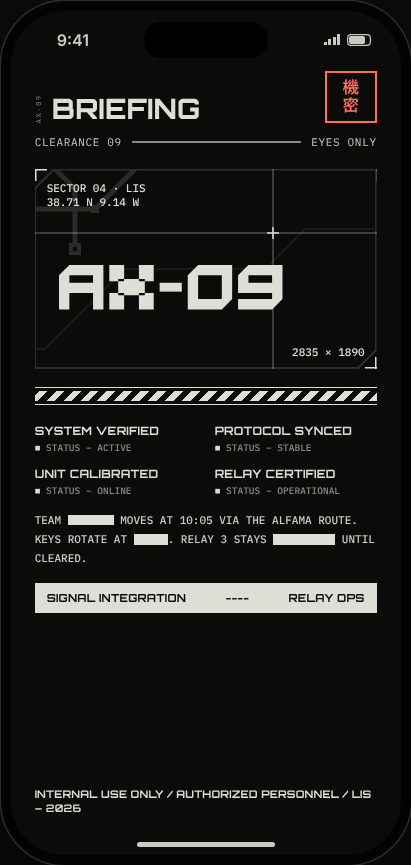 9:41
AX-09
BRIEFING
機密
CLEARANCE 09
EYES ONLY
SECTOR 04 · LIS
38.71 N 9.14 W
AX-09
2835 × 1890
SYSTEM VERIFIED
■ STATUS – ACTIVE
PROTOCOL SYNCED
■ STATUS – STABLE
UNIT CALIBRATED
■ STATUS – ONLINE
RELAY CERTIFIED
■ STATUS – OPERATIONAL
TEAM MOVES AT 10:05 VIA THE ALFAMA ROUTE.
KEYS ROTATE AT . RELAY 3 STAYS UNTIL
CLEARED.
SIGNAL INTEGRATION ---- RELAY OPS
INTERNAL USE ONLY / AUTHORIZED PERSONNEL / LIS
– 2026